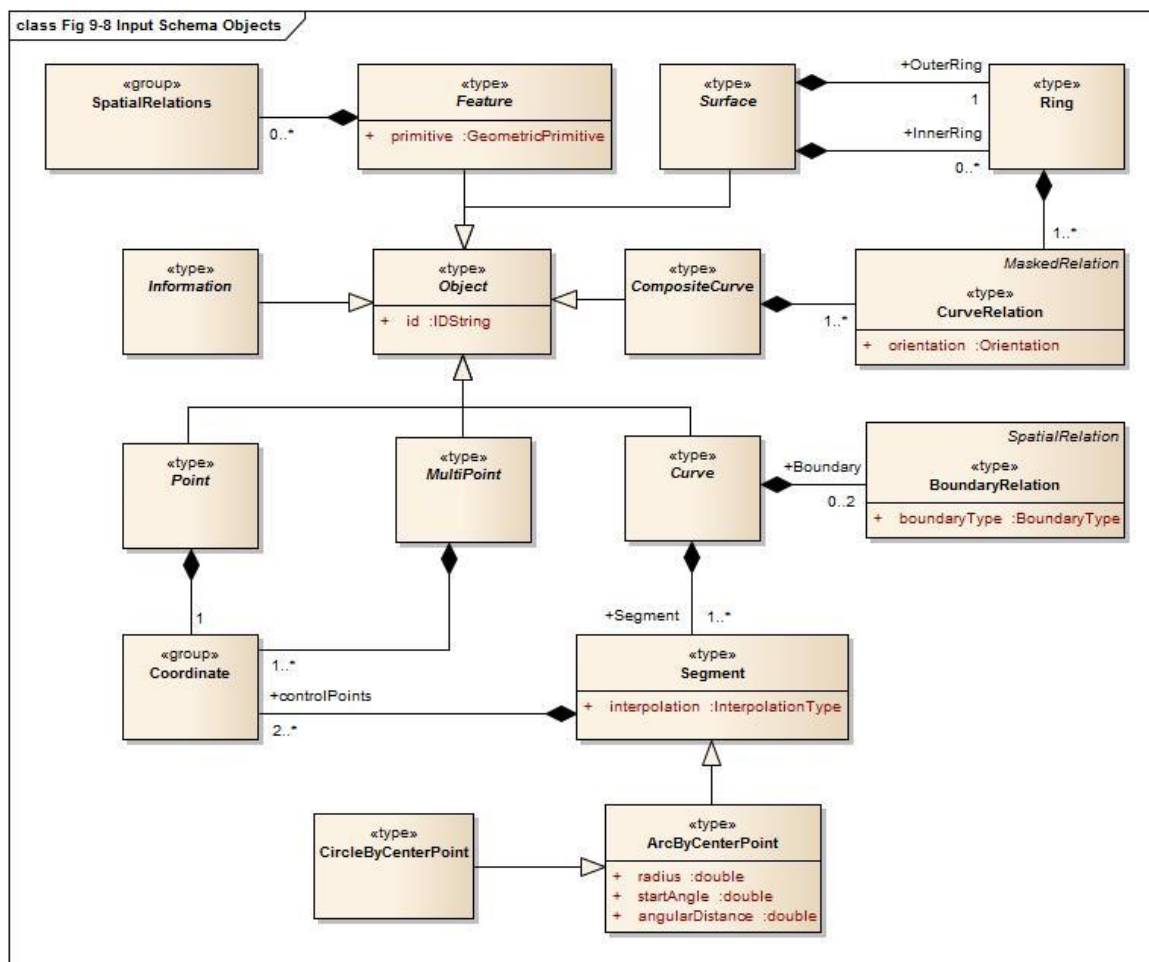 class Fig 9-8 Input Schema Objects
«group»
SpatialRelations
0..*
«type»
Feature
+ primitive :GeometricPrimitive
«type»
Surface
+OuterRing
1
+InnerRing
0..*
«type»
Ring
1..*
«type»
Information
«type»
Object
+ id :IDString
«type»
CompositeCurve
1..*
MaskedRelation
«type»
CurveRelation
+ orientation :Orientation
«type»
Point
«type»
MultiPoint
«type»
Curve
+Boundary
0..2
SpatialRelation
«type»
BoundaryRelation
+ boundaryType :BoundaryType
1
+Segment
1..*
«group»
Coordinate
1..*
+controlPoints
2..*
«type»
Segment
+ interpolation :InterpolationType
«type»
CircleByCenterPoint
«type»
ArcByCenterPoint
+ radius :double
+ startAngle :double
+ angularDistance :double